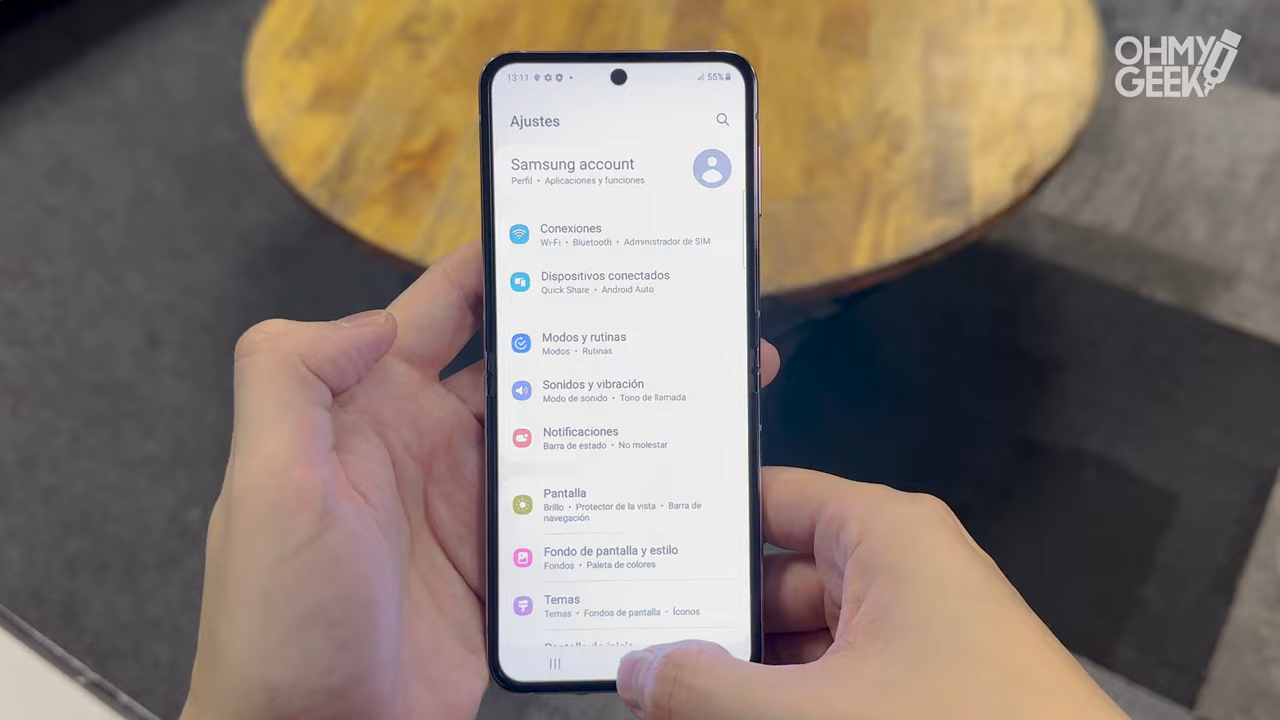 OHMY
GEEK
13:11
55%
Ajustes
Samsung account
Perfil • Aplicaciones y funciones
Conexiones
Wi-Fi • Bluetooth • Administrador de SIM
Dispositivos conectados
Quick Share • Android Auto
Modos y rutinas
Modos • Rutinas
Sonidos y vibración
Modo de sonido • Tono de llamada
Notificaciones
Barra de estado • No molestar
Pantalla
Brillo • Protector de la vista • Barra de
navegación
Fondo de pantalla y estilo
Fondos • Paleta de colores
Temas
Temas • Fondos de pantalla • Íconos